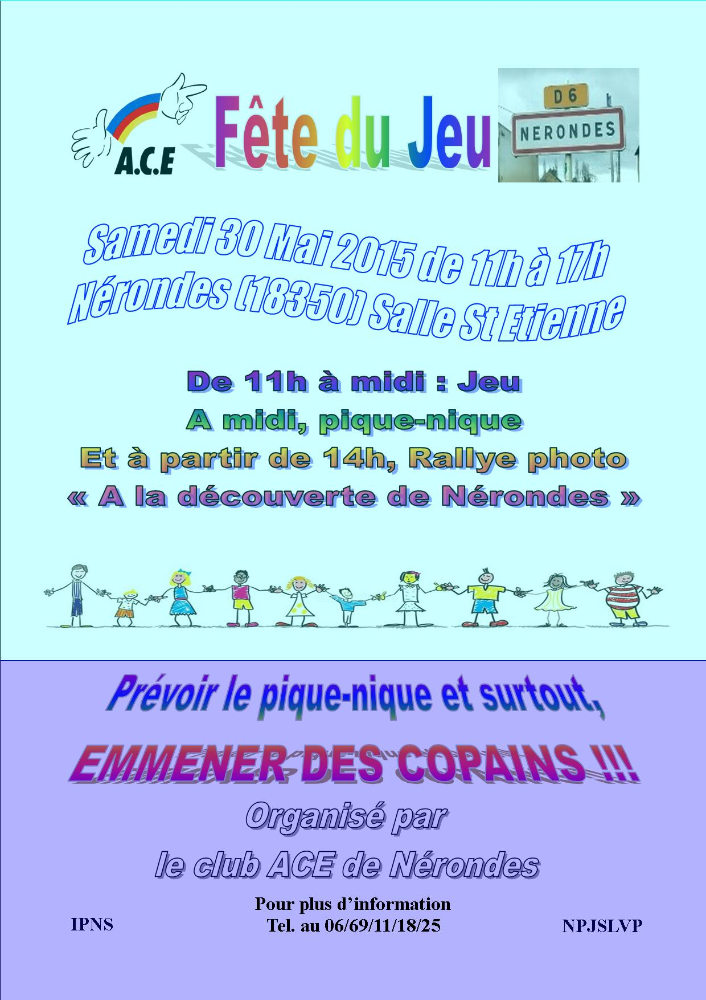 A.C.E
Fête du Jeu
D 6
NERONDES
Samedi 30 Mai 2015 de 11h à 17h
Nérondes (18350) Salle St Etienne
De 11h à midi : Jeu
A midi, pique-nique
Et à partir de 14h, Rallye photo
« A la découverte de Nérondes »
Prévoir le pique-nique et surtout,
EMMENER DES COPAINS !!!
Organisé par
le club ACE de Nérondes
Pour plus d’information
Tel. au 06/69/11/18/25
IPNS
NPJSLVP